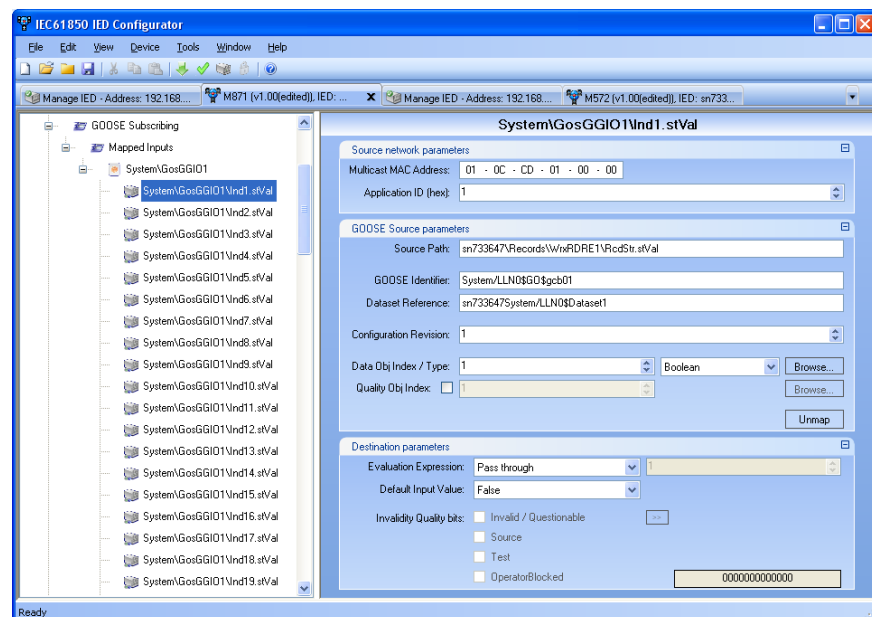 IEC61850 IED Configurator
File Edit View Device Tools Window Help
Manage IED - Address: 192.168.... M871 (v1.00(edited)), IED: ... X Manage IED - Address: 192.168.... M572 (v1.00(edited)), IED: sn733...
GOOSE Subscribing
Mapped Inputs
System\GosGGIO1
System\GosGGIO1\Ind1.stVal
System\GosGGIO1\Ind2.stVal
System\GosGGIO1\Ind3.stVal
System\GosGGIO1\Ind4.stVal
System\GosGGIO1\Ind5.stVal
System\GosGGIO1\Ind6.stVal
System\GosGGIO1\Ind7.stVal
System\GosGGIO1\Ind8.stVal
System\GosGGIO1\Ind9.stVal
System\GosGGIO1\Ind10.stVal
System\GosGGIO1\Ind11.stVal
System\GosGGIO1\Ind12.stVal
System\GosGGIO1\Ind13.stVal
System\GosGGIO1\Ind14.stVal
System\GosGGIO1\Ind15.stVal
System\GosGGIO1\Ind16.stVal
System\GosGGIO1\Ind17.stVal
System\GosGGIO1\Ind18.stVal
System\GosGGIO1\Ind19.stVal
System\GosGGIO1\Ind1.stVal
Source network parameters
Multicast MAC Address: 01 - 0C - CD - 01 - 00 - 00
Application ID (hex): 1
GOOSE Source parameters
Source Path: sn733647\Records\WrxRDRE1\RcdStr.stVal
GOOSE Identifier: System/LLN0$GO$gcb01
Dataset Reference: sn733647System/LLN0$Dataset1
Configuration Revision: 1
Data Obj Index / Type: 1 Boolean Browse...
Quality Obj Index: 1 Browse...
Unmap
Destination parameters
Evaluation Expression: Pass through 1
Default Input Value: False
Invalidity Quality bits: Invalid / Questionable
Source
Test
OperatorBlocked 0000000000000
Ready